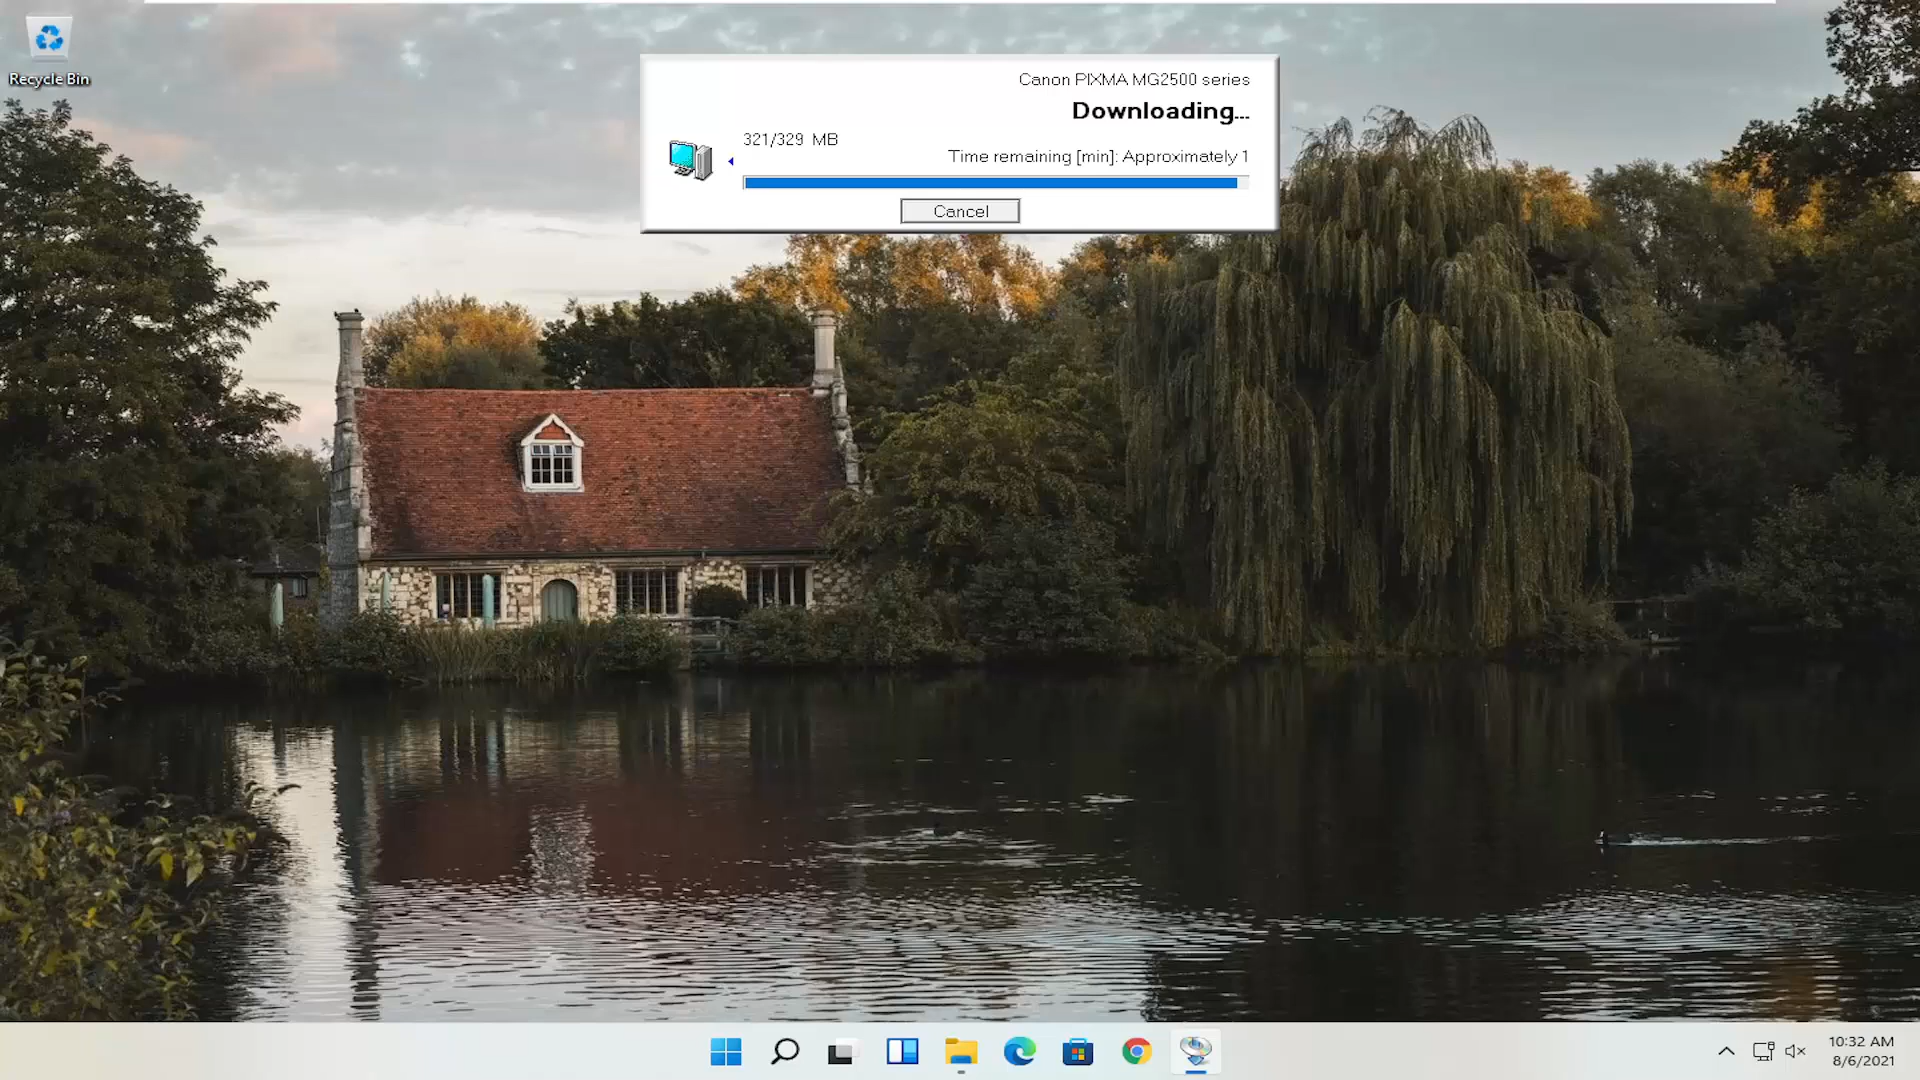 Recycle Bin
Canon PIXMA MG2500 series
Downloading...
321/329 MB
Time remaining [min]: Approximately 1
Cancel
10:32 AM
8/6/2021